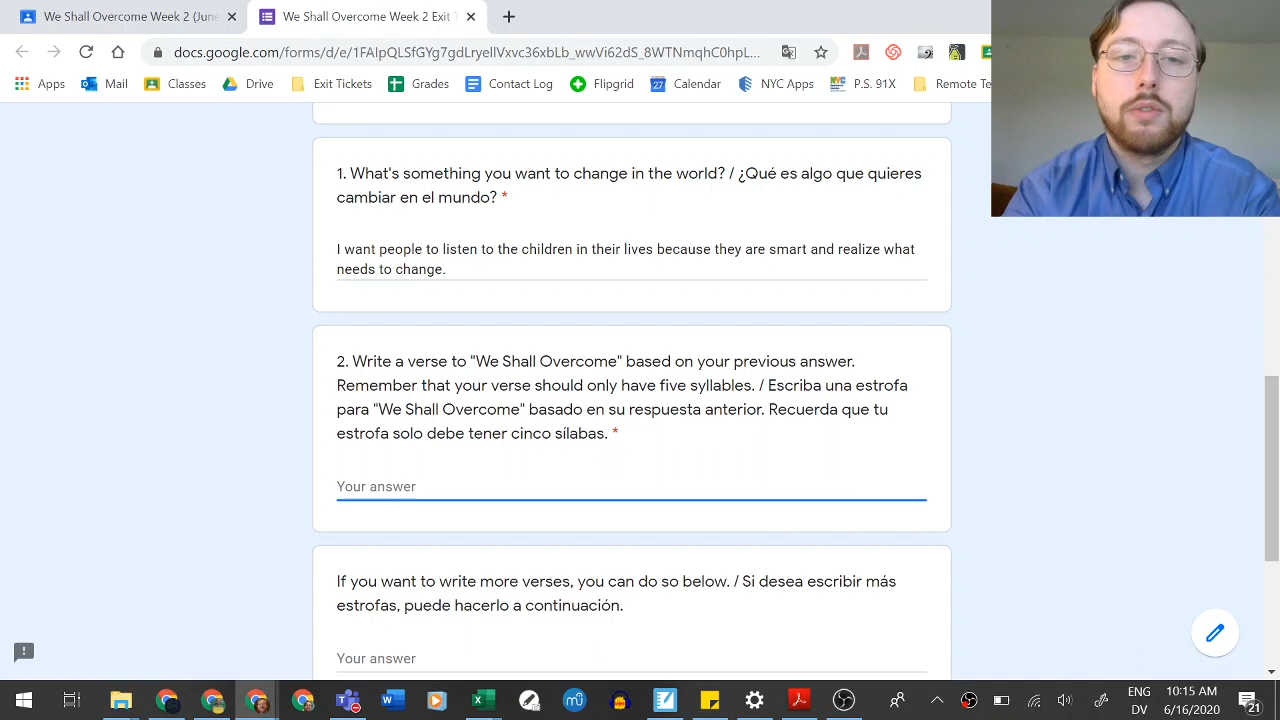 We Shall Overcome Week 2 (June
We Shall Overcome Week 2 Exit T
docs.google.com/forms/d/e/1FAIpQLSfGYg7gdLryellVxvc36xbLb_wwVi62dS_8WTNmqhC0hpL...
Apps Mail Classes Drive Exit Tickets Grades Contact Log Flipgrid Calendar NYC Apps P.S. 91X Remote Te
1. What's something you want to change in the world? / ¿Qué es algo que quieres
cambiar en el mundo? *
I want people to listen to the children in their lives because they are smart and realize what
needs to change.
2. Write a verse to "We Shall Overcome" based on your previous answer.
Remember that your verse should only have five syllables. / Escriba una estrofa
para "We Shall Overcome" basado en su respuesta anterior. Recuerda que tu
estrofa solo debe tener cinco sílabas. *
Your answer
If you want to write more verses, you can do so below. / Si desea escribir más
estrofas, puede hacerlo a continuación.
Your answer
ENG 10:15 AM
DV 6/16/2020 21